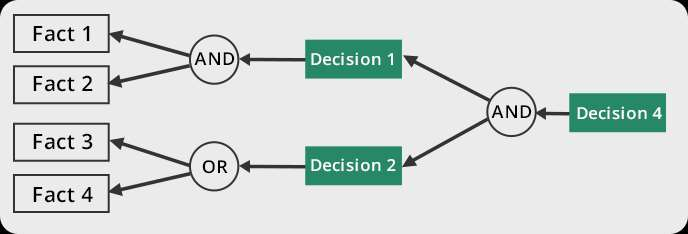 Fact 1
Fact 2
AND
Decision 1
Fact 3
Fact 4
OR
Decision 2
AND
Decision 4